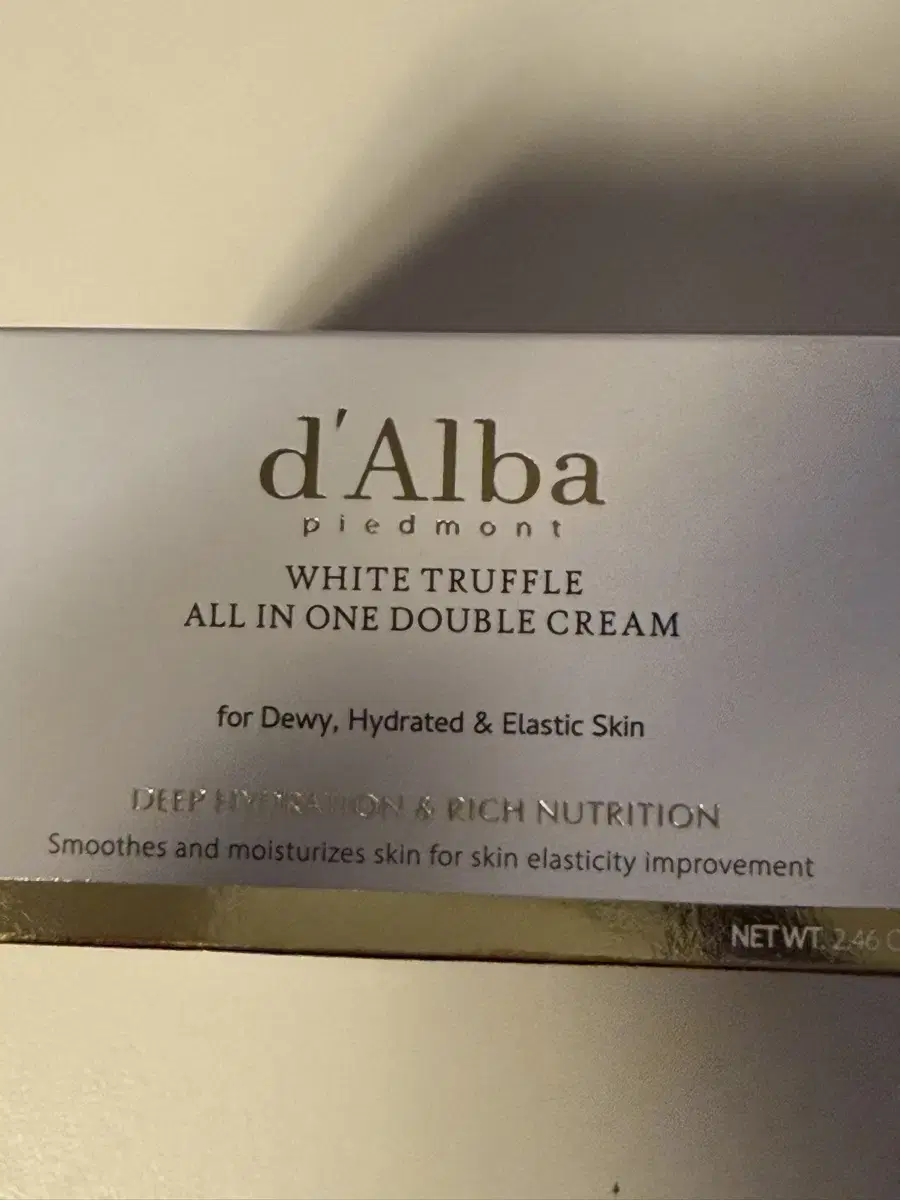 d'Alba
piedmont
WHITE TRUFFLE
ALL IN ONE DOUBLE CREAM
for Dewy, Hydrated & Elastic Skin
DEEP HYDRATION & RICH NUTRITION
Smoothes and moisturizes skin for skin elasticity improvement
NET WT. 2.46